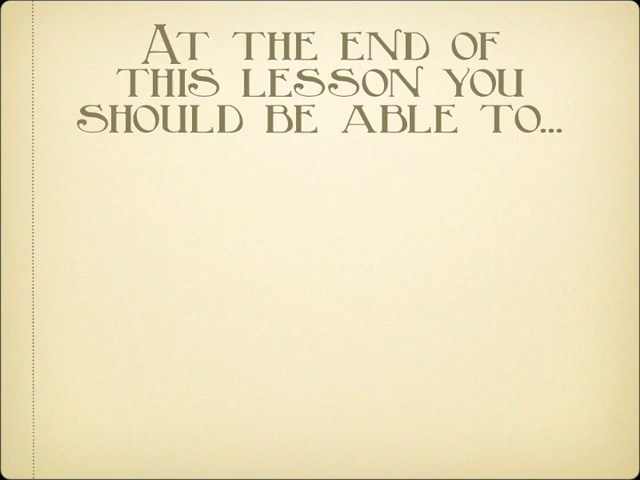 At the end of
this lesson you
should be able to...